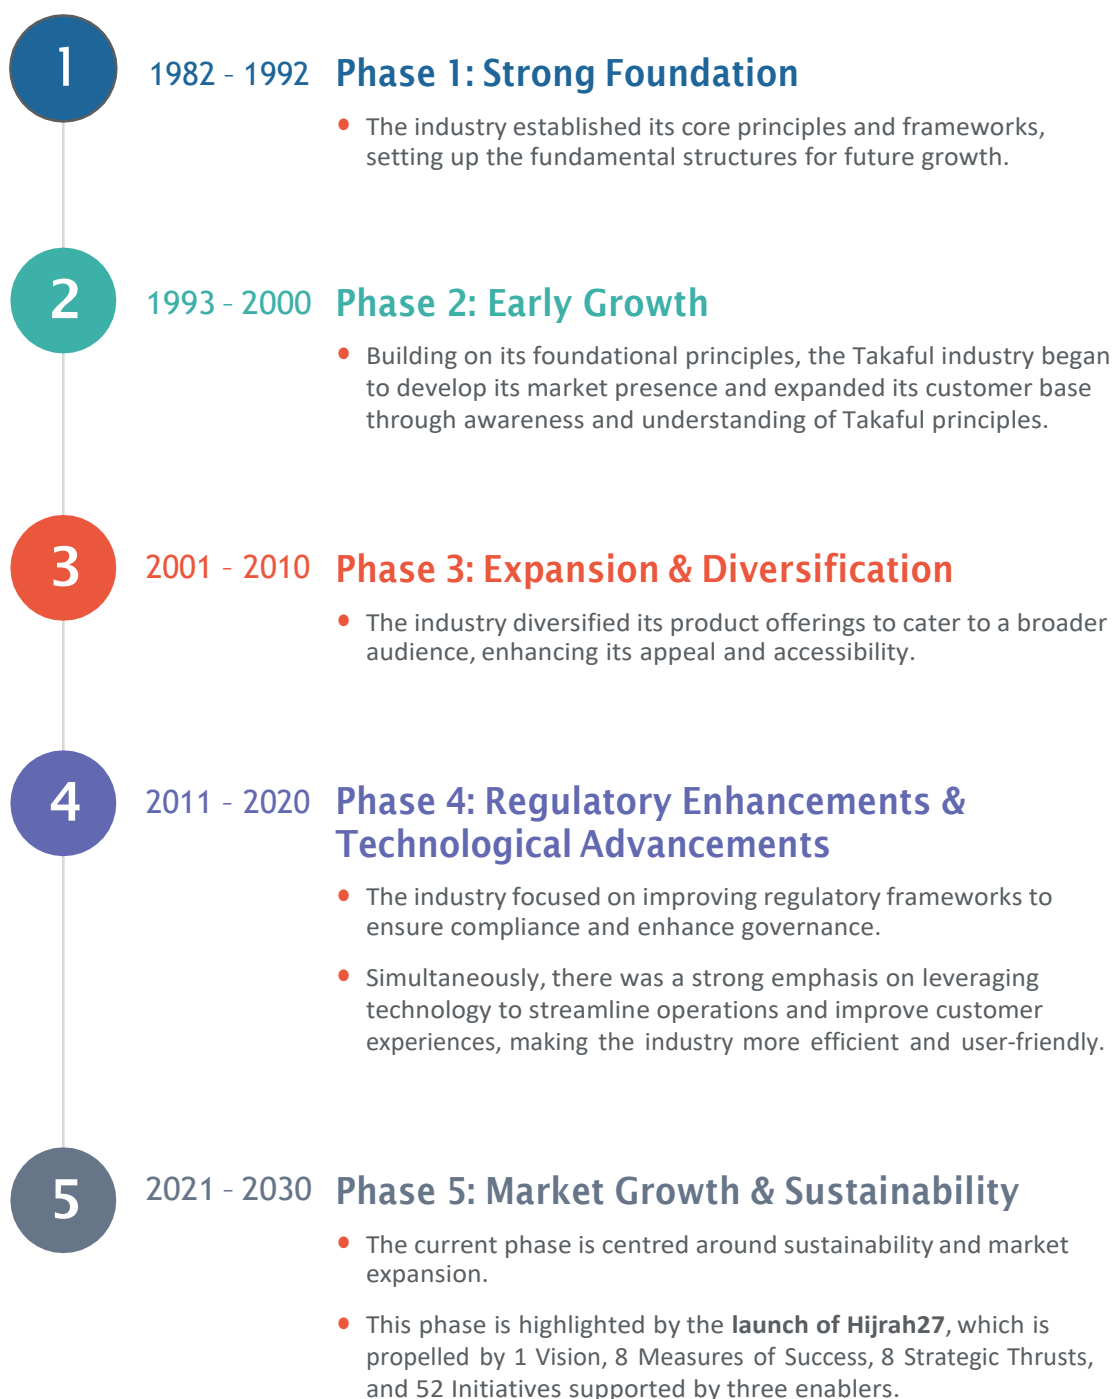 1
1982 - 1992 Phase 1: Strong Foundation
• The industry established its core principles and frameworks,
setting up the fundamental structures for future growth.
2
1993 - 2000 Phase 2: Early Growth
• Building on its foundational principles, the Takaful industry began
to develop its market presence and expanded its customer base
through awareness and understanding of Takaful principles.
3
2001 - 2010 Phase 3: Expansion & Diversification
• The industry diversified its product offerings to cater to a broader
audience, enhancing its appeal and accessibility.
4
2011 - 2020 Phase 4: Regulatory Enhancements &
Technological Advancements
• The industry focused on improving regulatory frameworks to
ensure compliance and enhance governance.
• Simultaneously, there was a strong emphasis on leveraging
technology to streamline operations and improve customer
experiences, making the industry more efficient and user-friendly.
5
2021 - 2030 Phase 5: Market Growth & Sustainability
• The current phase is centred around sustainability and market
expansion.
• This phase is highlighted by the launch of Hijrah27, which is
propelled by 1 Vision, 8 Measures of Success, 8 Strategic Thrusts,
and 52 Initiatives supported by three enablers.